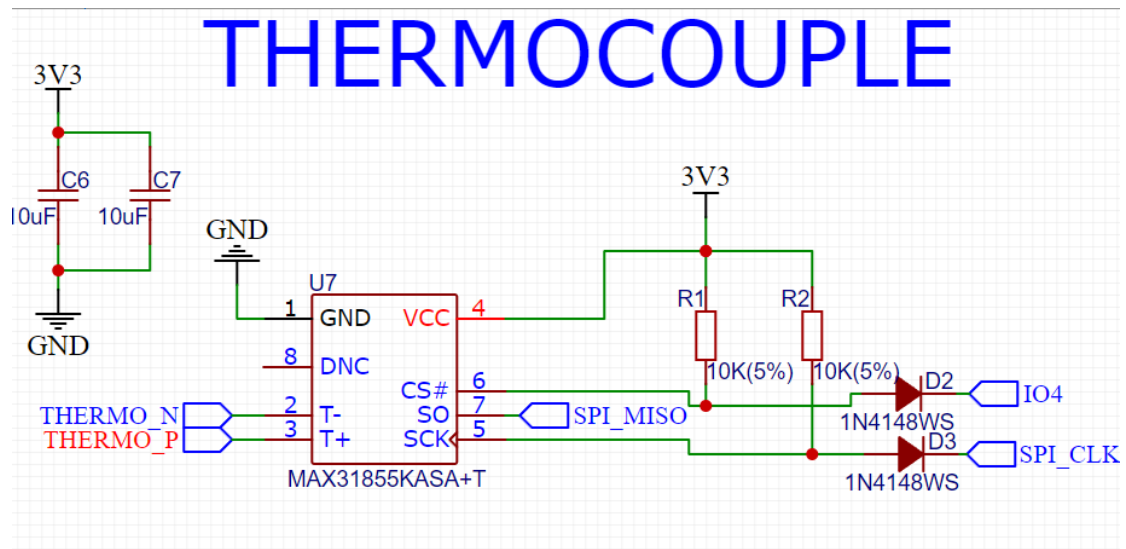 THERMOCOUPLE
3V3
C6
C7
10uF
10uF
GND
GND
3V3
U7
1
GND
VCC
4
8
DNC
CS#
6
THERMO_N
2
T-
SO
7
SPI_MISO
THERMO_P
3
T+
SCK
5
MAX31855KASA+T
R1
R2
10K(5%)
10K(5%)
D2
IO4
1N4148WS
D3
SPI_CLK
1N4148WS